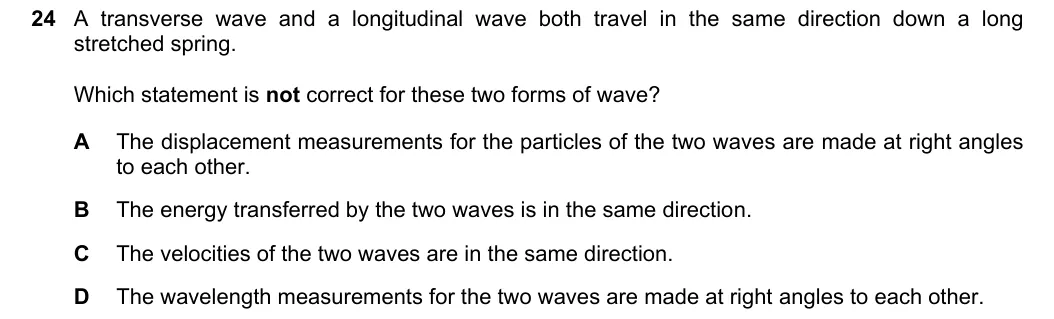 24 A transverse wave and a longitudinal wave both travel in the same direction down a long
stretched spring.
Which statement is not correct for these two forms of wave?
A The displacement measurements for the particles of the two waves are made at right angles
to each other.
B The energy transferred by the two waves is in the same direction.
C The velocities of the two waves are in the same direction.
D The wavelength measurements for the two waves are made at right angles to each other.